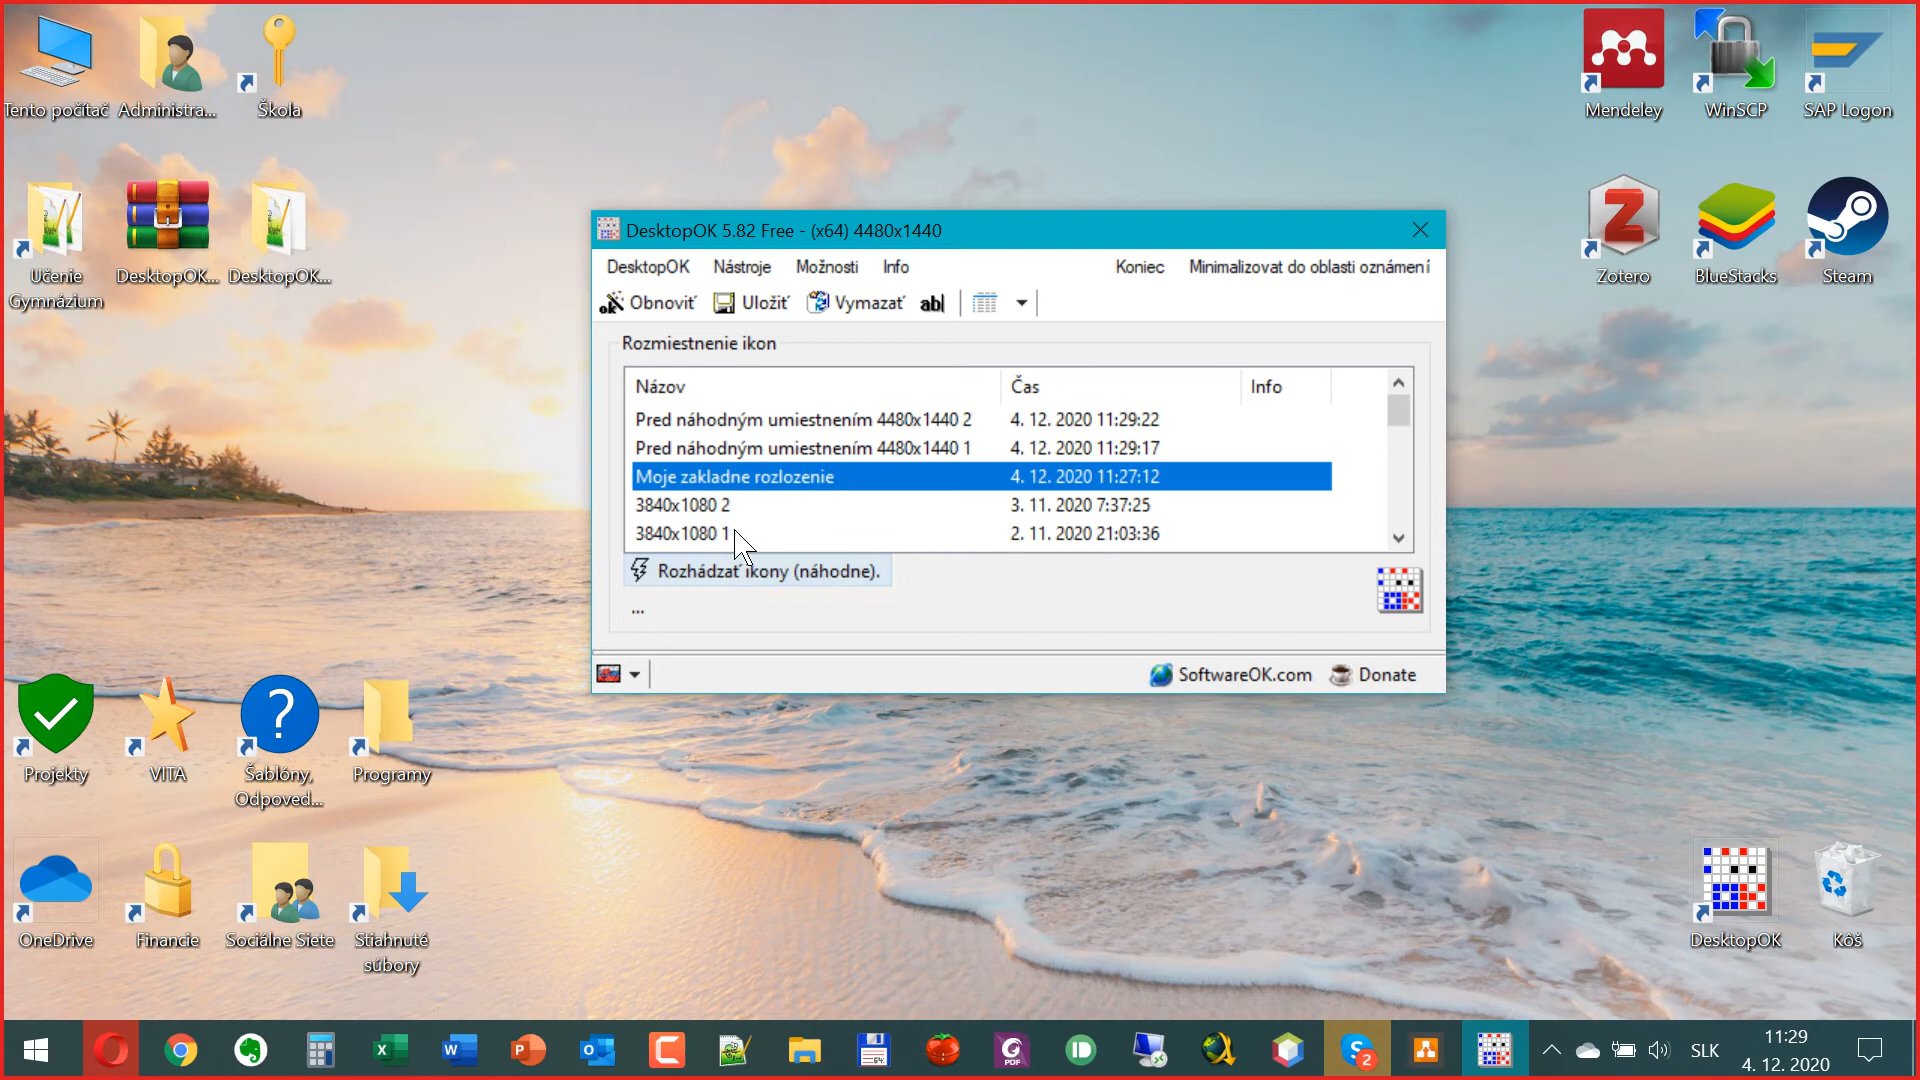 Tento počítač
Administra...
Škola
Mendeley
WinSCP
SAP Logon
Učenie
Gymnázium
DesktopOK...
DesktopOK...
Zotero
BlueStacks
Steam
DesktopOK 5.82 Free - (x64) 4480x1440
DesktopOK Nástroje Možnosti Info Koniec Minimalizovat do oblasti oznámení
Obnoviť Uložiť Vymazať ab|
Rozmiestnenie ikon
Názov Čas Info
Pred náhodným umiestnením 4480x1440 2 4. 12. 2020 11:29:22
Pred náhodným umiestnením 4480x1440 1 4. 12. 2020 11:29:17
Moje zakladne rozlozenie 4. 12. 2020 11:27:12
3840x1080 2 3. 11. 2020 7:37:25
3840x1080 1 2. 11. 2020 21:03:36
Rozhádzať ikony (náhodne).
...
SoftwareOK.com Donate
Projekty
VITA
Šablóny,
Odpoved...
Programy
OneDrive
Financie
Sociálne Siete
Stiahnuté
súbory
DesktopOK
Kôš
SLK
11:29
4. 12. 2020